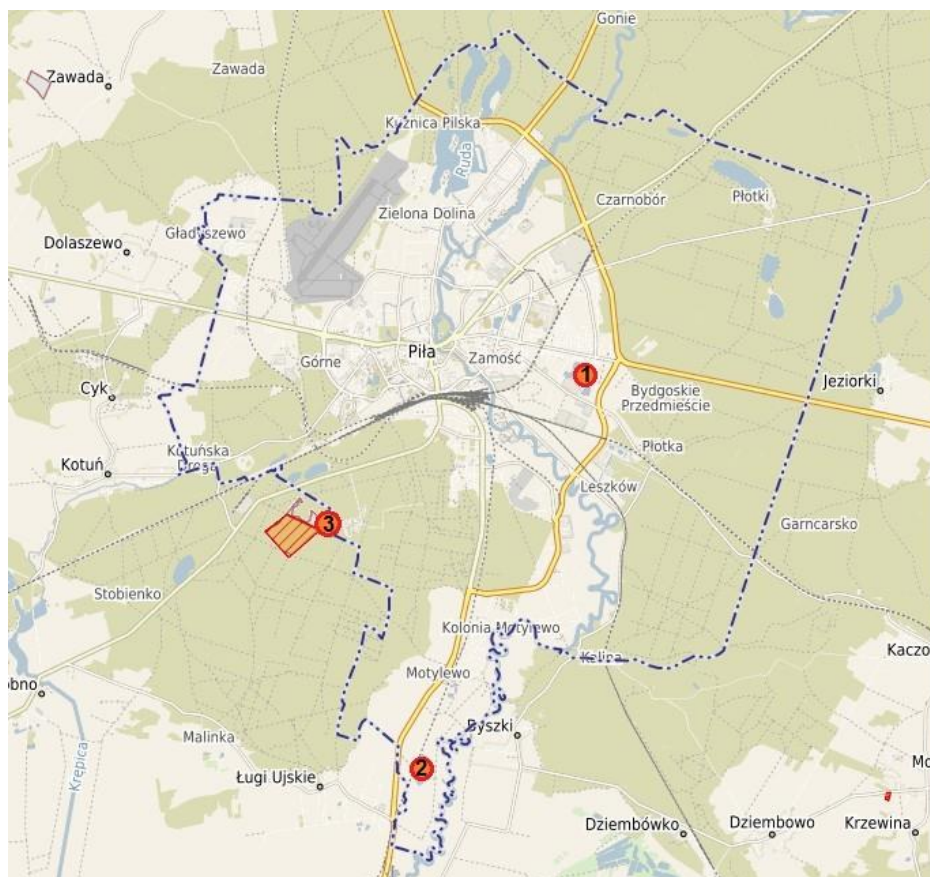 Gonie
Zawada
Zawada
Kuźnica Pilska
Ruda
Płotki
Czarnobór
Zielona Dolina
Gładyszewo
Dolaszewo
Piła
Zamość
Górne
1
Jeziorki
Cyk
Bydgoskie
Przedmieście
Płotka
Kotuń
Kotuńska
Droga
Leszków
3
Garncarsko
Stobienko
Kolonia Motylewo
Kaczo
Kalina
Motylewo
obno
Byszki
Malinka
Krępica
2
Ługi Ujskie
Mo
Dziembówko
Dziembowo
Krzewina